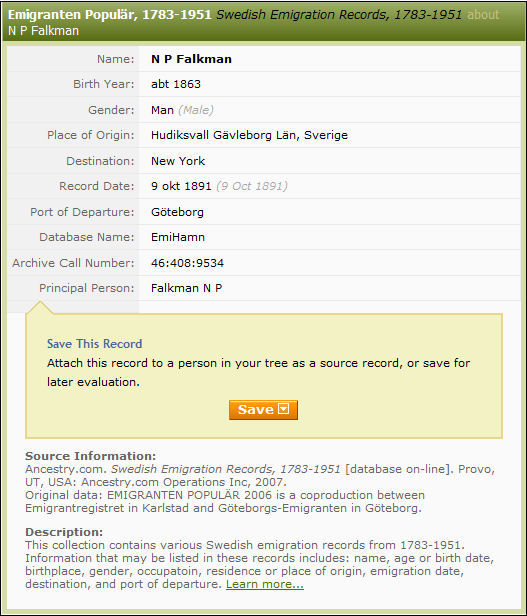 Emigranten Populär, 1783-1951 Swedish Emigration Records, 1783-1951 about
N P Falkman
Name: N P Falkman
Birth Year: abt 1863
Gender: Man (Male)
Place of Origin: Hudiksvall Gävleborg Län, Sverige
Destination: New York
Record Date: 9 okt 1891 (9 Oct 1891)
Port of Departure: Göteborg
Database Name: EmiHamn
Archive Call Number: 46:408:9534
Principal Person: Falkman N P
Save This Record
Attach this record to a person in your tree as a source record, or save for
later evaluation.
Save
Source Information:
Ancestry.com. Swedish Emigration Records, 1783-1951 [database on-line]. Provo,
UT, USA: Ancestry.com Operations Inc, 2007.
Original data: EMIGRANTEN POPULÄR 2006 is a coproduction between
Emigrantregistret in Karlstad and Göteborgs-Emigranten in Göteborg.
Description:
This collection contains various Swedish emigration records from 1783-1951.
Information that may be listed in these records includes: name, age or birth date,
birthplace, gender, occupatoin, residence or place of origin, emigration date,
destination, and port of departure. Learn more...